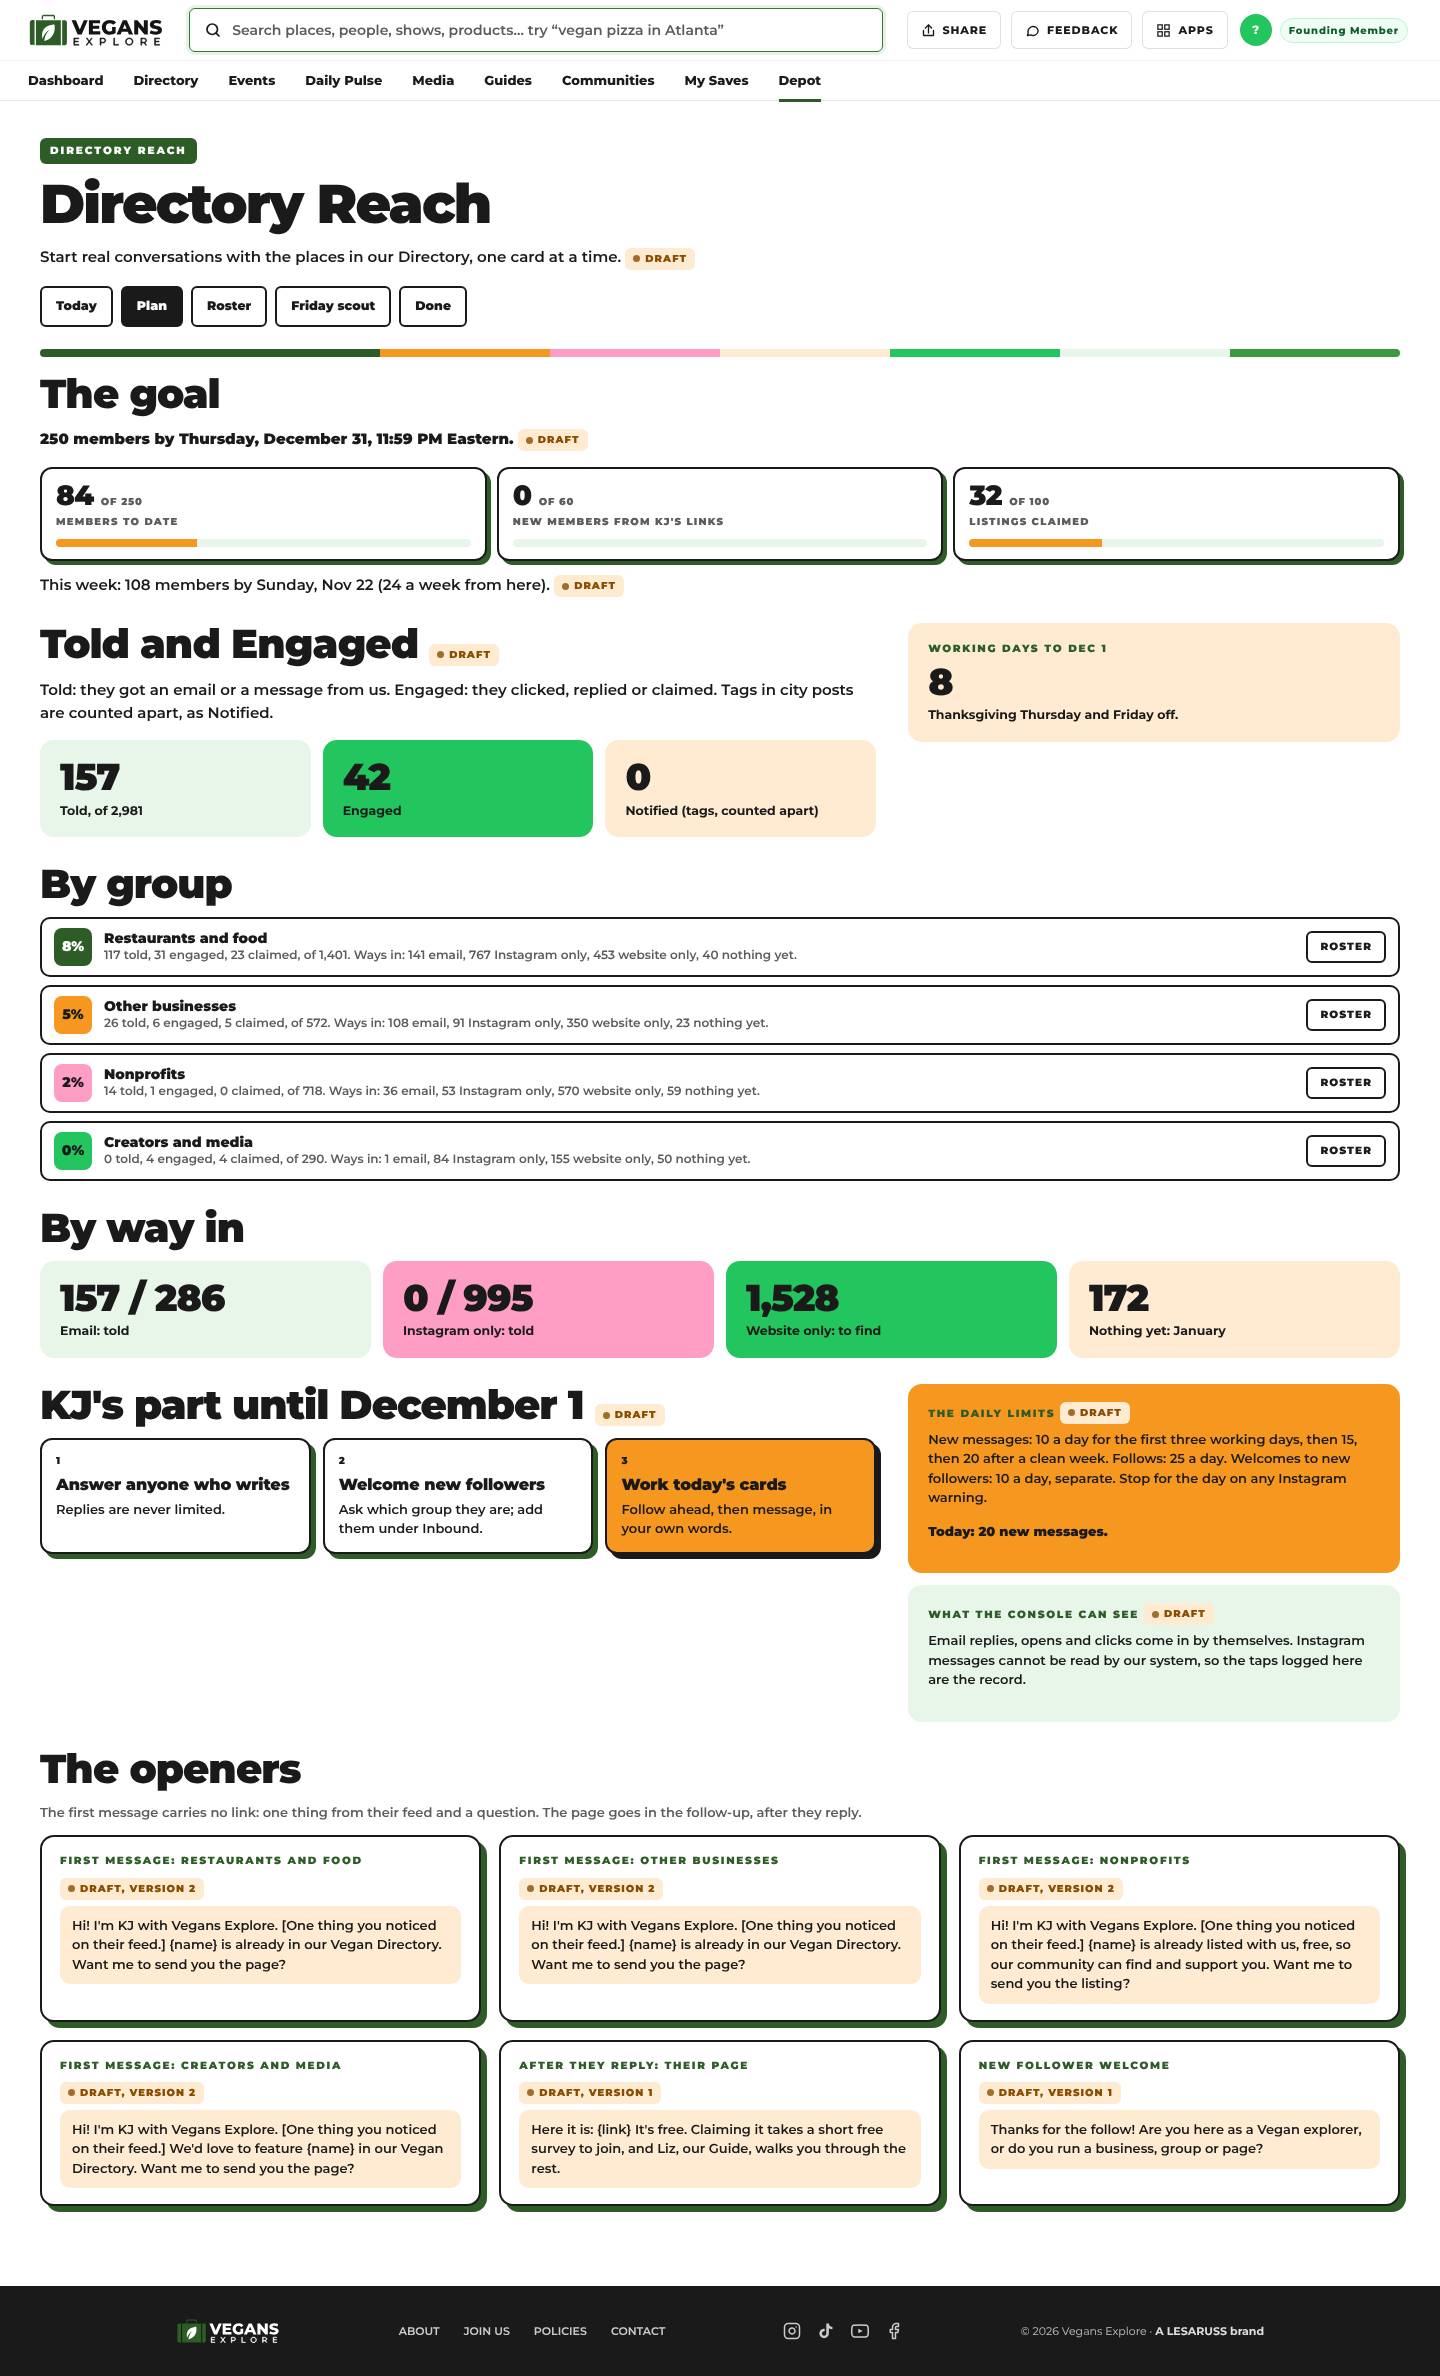 VEGANS EXPLORE
Search places, people, shows, products... try “vegan pizza in Atlanta”
SHARE
FEEDBACK
APPS
?
Founding Member
Dashboard
Directory
Events
Daily Pulse
Media
Guides
Communities
My Saves
Depot
DIRECTORY REACH
Directory Reach
Start real conversations with the places in our Directory, one card at a time. DRAFT
Today
Plan
Roster
Friday scout
Done
The goal
250 members by Thursday, December 31, 11:59 PM Eastern. DRAFT
84 OF 250
MEMBERS TO DATE
0 OF 60
NEW MEMBERS FROM KJ'S LINKS
32 OF 100
LISTINGS CLAIMED
This week: 108 members by Sunday, Nov 22 (24 a week from here). DRAFT
Told and Engaged DRAFT
Told: they got an email or a message from us. Engaged: they clicked, replied or claimed. Tags in city posts
are counted apart, as Notified.
157
Told, of 2,981
42
Engaged
0
Notified (tags, counted apart)
WORKING DAYS TO DEC 1
8
Thanksgiving Thursday and Friday off.
By group
8%
Restaurants and food
117 told, 31 engaged, 23 claimed, of 1,401. Ways in: 141 email, 767 Instagram only, 453 website only, 40 nothing yet.
ROSTER
5%
Other businesses
26 told, 6 engaged, 5 claimed, of 572. Ways in: 108 email, 91 Instagram only, 350 website only, 23 nothing yet.
ROSTER
2%
Nonprofits
14 told, 1 engaged, 0 claimed, of 718. Ways in: 36 email, 53 Instagram only, 570 website only, 59 nothing yet.
ROSTER
0%
Creators and media
0 told, 4 engaged, 4 claimed, of 290. Ways in: 1 email, 84 Instagram only, 155 website only, 50 nothing yet.
ROSTER
By way in
157 / 286
Email: told
0 / 995
Instagram only: told
1,528
Website only: to find
172
Nothing yet: January
KJ's part until December 1 DRAFT
1
Answer anyone who writes
Replies are never limited.
2
Welcome new followers
Ask which group they are; add
them under Inbound.
3
Work today's cards
Follow ahead, then message, in
your own words.
THE DAILY LIMITS DRAFT
New messages: 10 a day for the first three working days, then 15,
then 20 after a clean week. Follows: 25 a day. Welcomes to new
followers: 10 a day, separate. Stop for the day on any Instagram
warning.
Today: 20 new messages.
WHAT THE CONSOLE CAN SEE DRAFT
Email replies, opens and clicks come in by themselves. Instagram
messages cannot be read by our system, so the taps logged here
are the record.
The openers
The first message carries no link: one thing from their feed and a question. The page goes in the follow-up, after they reply.
FIRST MESSAGE: RESTAURANTS AND FOOD
DRAFT, VERSION 2
Hi! I'm KJ with Vegans Explore. [One thing you noticed
on their feed.] {name} is already in our Vegan Directory.
Want me to send you the page?
FIRST MESSAGE: OTHER BUSINESSES
DRAFT, VERSION 2
Hi! I'm KJ with Vegans Explore. [One thing you noticed
on their feed.] {name} is already in our Vegan Directory.
Want me to send you the page?
FIRST MESSAGE: NONPROFITS
DRAFT, VERSION 2
Hi! I'm KJ with Vegans Explore. [One thing you noticed
on their feed.] {name} is already listed with us, free, so
our community can find and support you. Want me to
send you the listing?
FIRST MESSAGE: CREATORS AND MEDIA
DRAFT, VERSION 2
Hi! I'm KJ with Vegans Explore. [One thing you noticed
on their feed.] We'd love to feature {name} in our Vegan
Directory. Want me to send you the page?
AFTER THEY REPLY: THEIR PAGE
DRAFT, VERSION 1
Here it is: {link} It's free. Claiming it takes a short free
survey to join, and Liz, our Guide, walks you through the
rest.
NEW FOLLOWER WELCOME
DRAFT, VERSION 1
Thanks for the follow! Are you here as a Vegan explorer,
or do you run a business, group or page?
VEGANS EXPLORE
ABOUT
JOIN US
POLICIES
CONTACT
© 2026 Vegans Explore · A LESARUSS brand